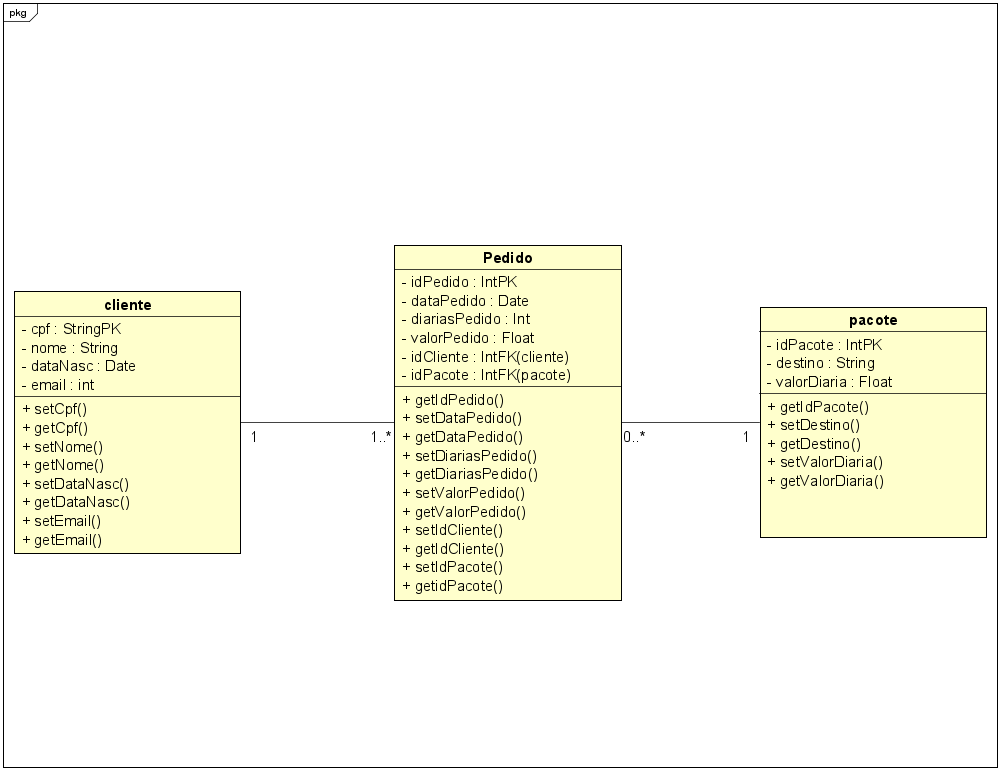 pkg
cliente
- cpf : StringPK
- nome : String
- dataNasc : Date
- email : int
+ setCpf()
+ getCpf()
+ setNome()
+ getNome()
+ setDataNasc()
+ getDataNasc()
+ setEmail()
+ getEmail()
1
1..*
Pedido
- idPedido : IntPK
- dataPedido : Date
- diariasPedido : Int
- valorPedido : Float
- idCliente : IntFK(cliente)
- idPacote : IntFK(pacote)
+ getIdPedido()
+ setDataPedido()
+ getDataPedido()
+ setDiariasPedido()
+ getDiariasPedido()
+ setValorPedido()
+ getValorPedido()
+ setIdCliente()
+ getIdCliente()
+ setIdPacote()
+ getidPacote()
0..*
1
pacote
- idPacote : IntPK
- destino : String
- valorDiaria : Float
+ getIdPacote()
+ setDestino()
+ getDestino()
+ setValorDiaria()
+ getValorDiaria()